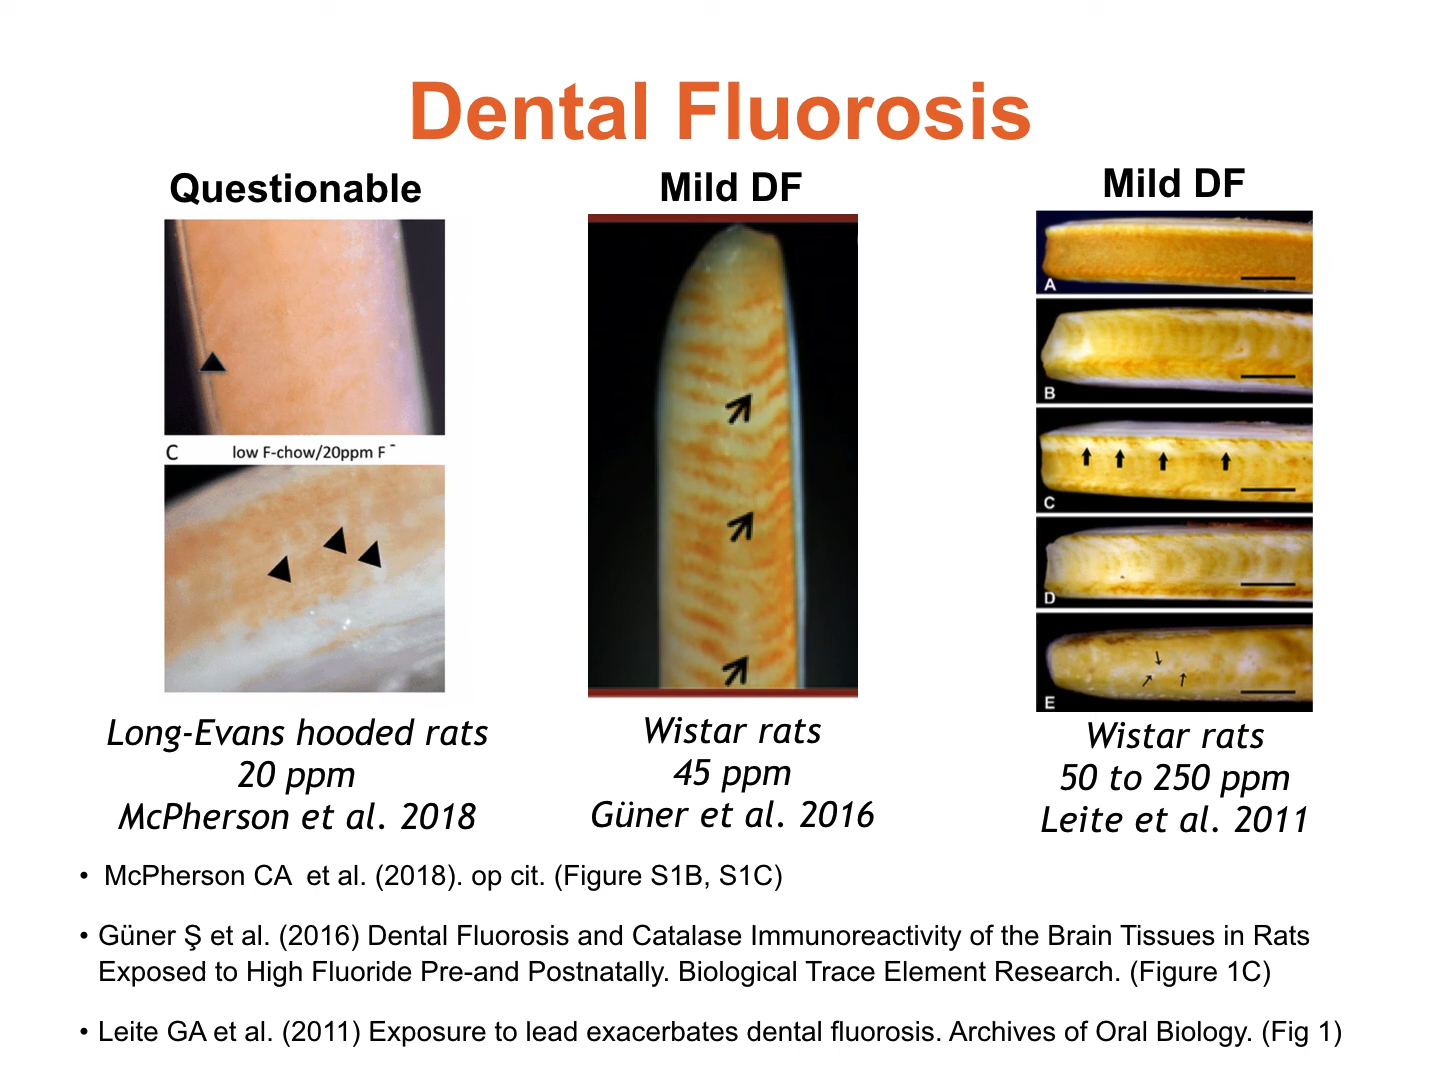 Dental Fluorosis
Questionable
C low F-chow/20ppm F⁻
Long-Evans hooded rats
20 ppm
McPherson et al. 2018
Mild DF
Wistar rats
45 ppm
Güner et al. 2016
Mild DF
A
B
C
D
E
Wistar rats
50 to 250 ppm
Leite et al. 2011
• McPherson CA et al. (2018). op cit. (Figure S1B, S1C)
• Güner Ş et al. (2016) Dental Fluorosis and Catalase Immunoreactivity of the Brain Tissues in Rats
Exposed to High Fluoride Pre-and Postnatally. Biological Trace Element Research. (Figure 1C)
• Leite GA et al. (2011) Exposure to lead exacerbates dental fluorosis. Archives of Oral Biology. (Fig 1)